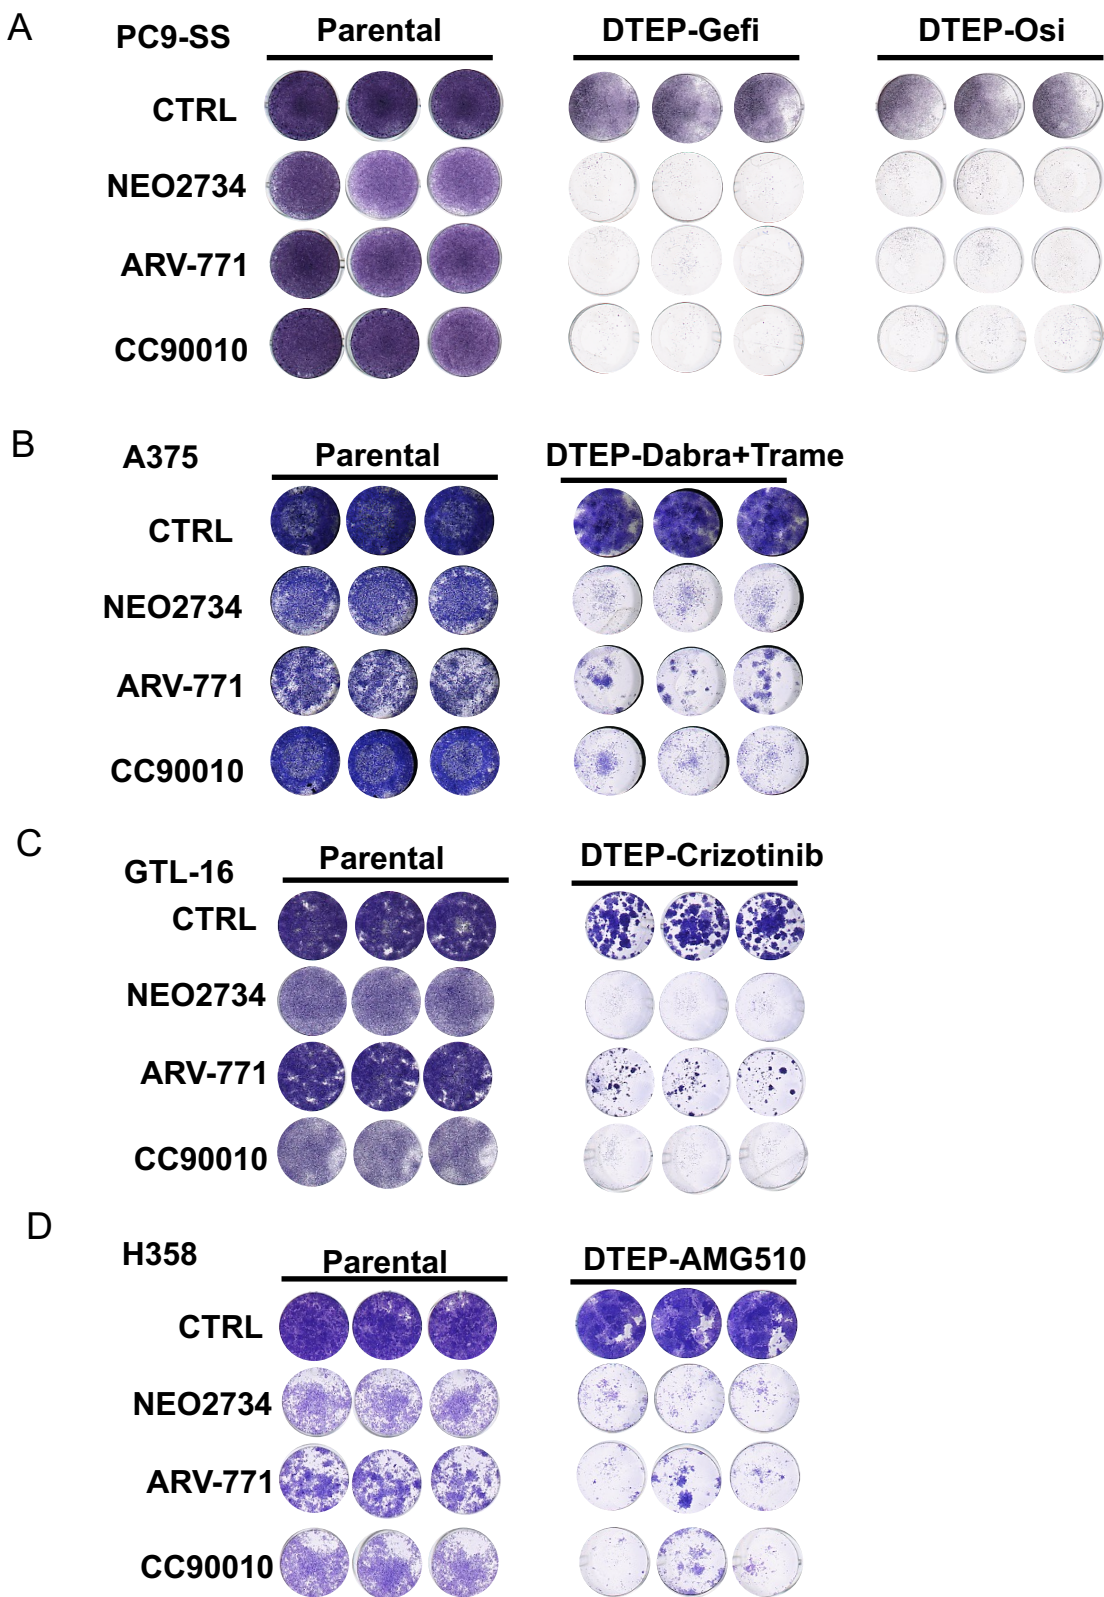 A
PC9-SS
Parental
DTEP-Gefi
DTEP-Osi
CTRL
NEO2734
ARV-771
CC90010
B
A375
Parental
DTEP-Dabra+Trame
CTRL
NEO2734
ARV-771
CC90010
C
GTL-16
Parental
DTEP-Crizotinib
CTRL
NEO2734
ARV-771
CC90010
D
H358
Parental
DTEP-AMG510
CTRL
NEO2734
ARV-771
CC90010